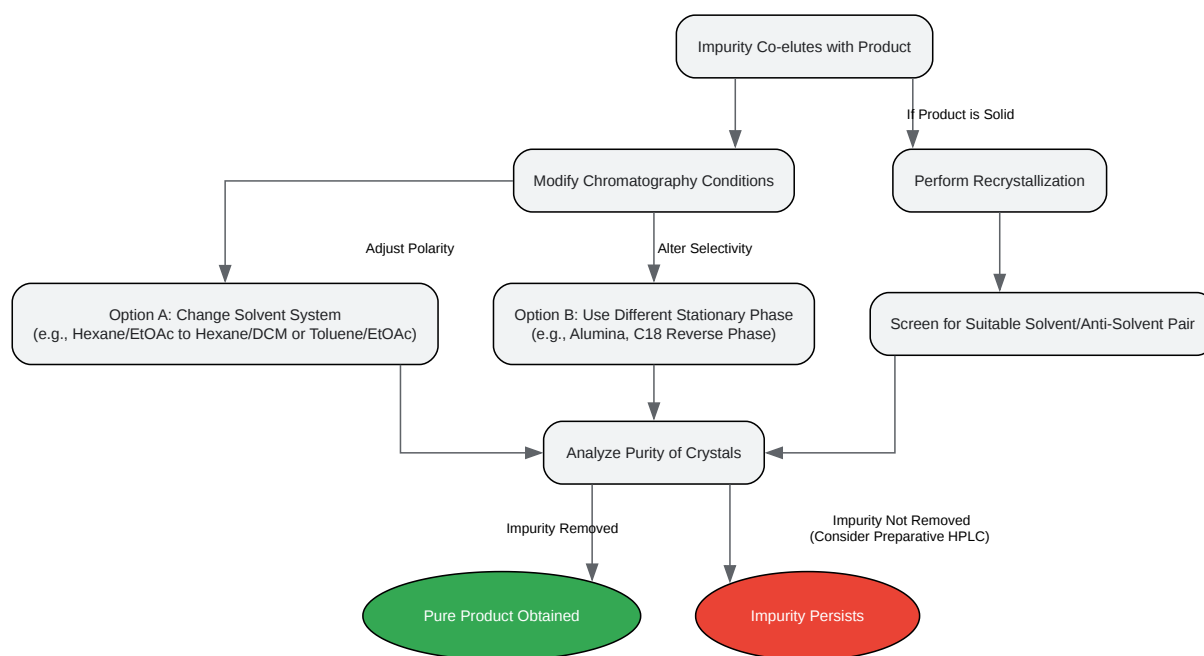 Impurity Co-elutes with Product
If Product is Solid
Modify Chromatography Conditions
Perform Recrystallization
Adjust Polarity
Alter Selectivity
Option A: Change Solvent System
(e.g., Hexane/EtOAc to Hexane/DCM or Toluene/EtOAc)
Option B: Use Different Stationary Phase
(e.g., Alumina, C18 Reverse Phase)
Screen for Suitable Solvent/Anti-Solvent Pair
Analyze Purity of Crystals
Impurity Removed
Impurity Not Removed
(Consider Preparative HPLC)
Pure Product Obtained
Impurity Persists